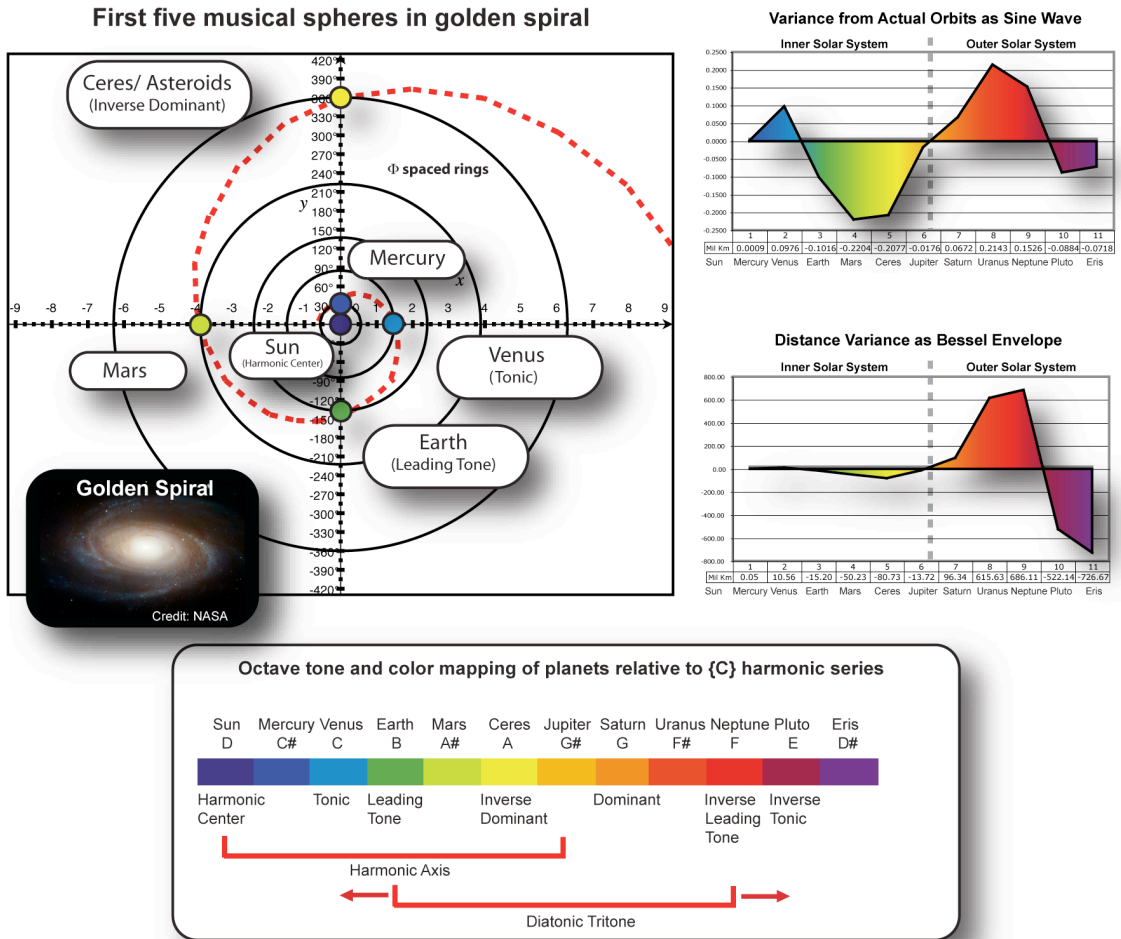 First five musical spheres in golden spiral
Ceres/ Asteroids
(Inverse Dominant)
420°
390°
360°
330°
300°
270°
240°
210°
180°
150°
120°
90°
60°
30°
Φ spaced rings
y
Mercury
x
-9 -8 -7 -6 -5 -4 -3 -2 -1 0 1 2 3 4 5 6 7 8 9
Mars
Sun
(Harmonic Center)
Venus
(Tonic)
Earth
(Leading Tone)
-90°
-120°
-150°
-180°
-210°
-240°
-270°
-300°
-330°
-360°
-390°
-420°
Golden Spiral
Credit: NASA
Variance from Actual Orbits as Sine Wave
Inner Solar System Outer Solar System
0.2500
0.2000
0.1500
0.1000
0.0500
0.0000
-0.0500
-0.1000
-0.1500
-0.2000
-0.2500
1 2 3 4 5 6 7 8 9 10 11
Mil Km 0.0009 0.0976 -0.1016 -0.2204 -0.2077 -0.0176 0.0672 0.2143 0.1526 -0.0884 -0.0718
Sun Mercury Venus Earth Mars Ceres Jupiter Saturn Uranus Neptune Pluto Eris
Distance Variance as Bessel Envelope
Inner Solar System Outer Solar System
800.00
600.00
400.00
200.00
0.00
-200.00
-400.00
-600.00
-800.00
1 2 3 4 5 6 7 8 9 10 11
Mil Km 0.05 10.56 -15.20 -50.23 -80.73 -13.72 96.34 615.63 686.11 -522.14 -726.67
Sun Mercury Venus Earth Mars Ceres Jupiter Saturn Uranus Neptune Pluto Eris
Octave tone and color mapping of planets relative to {C} harmonic series
Sun Mercury Venus Earth Mars Ceres Jupiter Saturn Uranus Neptune Pluto Eris
D C# C B A# A G# G F# F E D#
Harmonic Tonic Leading Inverse Dominant Inverse Inverse
Center Tone Dominant Leading Tonic
Tone
Harmonic Axis
Diatonic Tritone